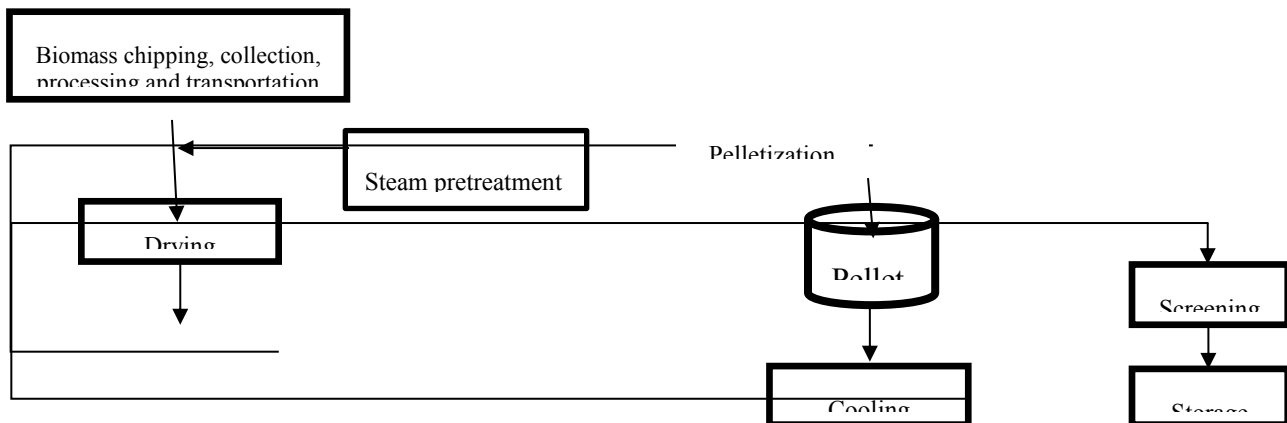 Biomass chipping, collection,
processing and transportation
Pelletization
Steam pretreatment
Drying
Pellet
Screening
Cooling
Storage